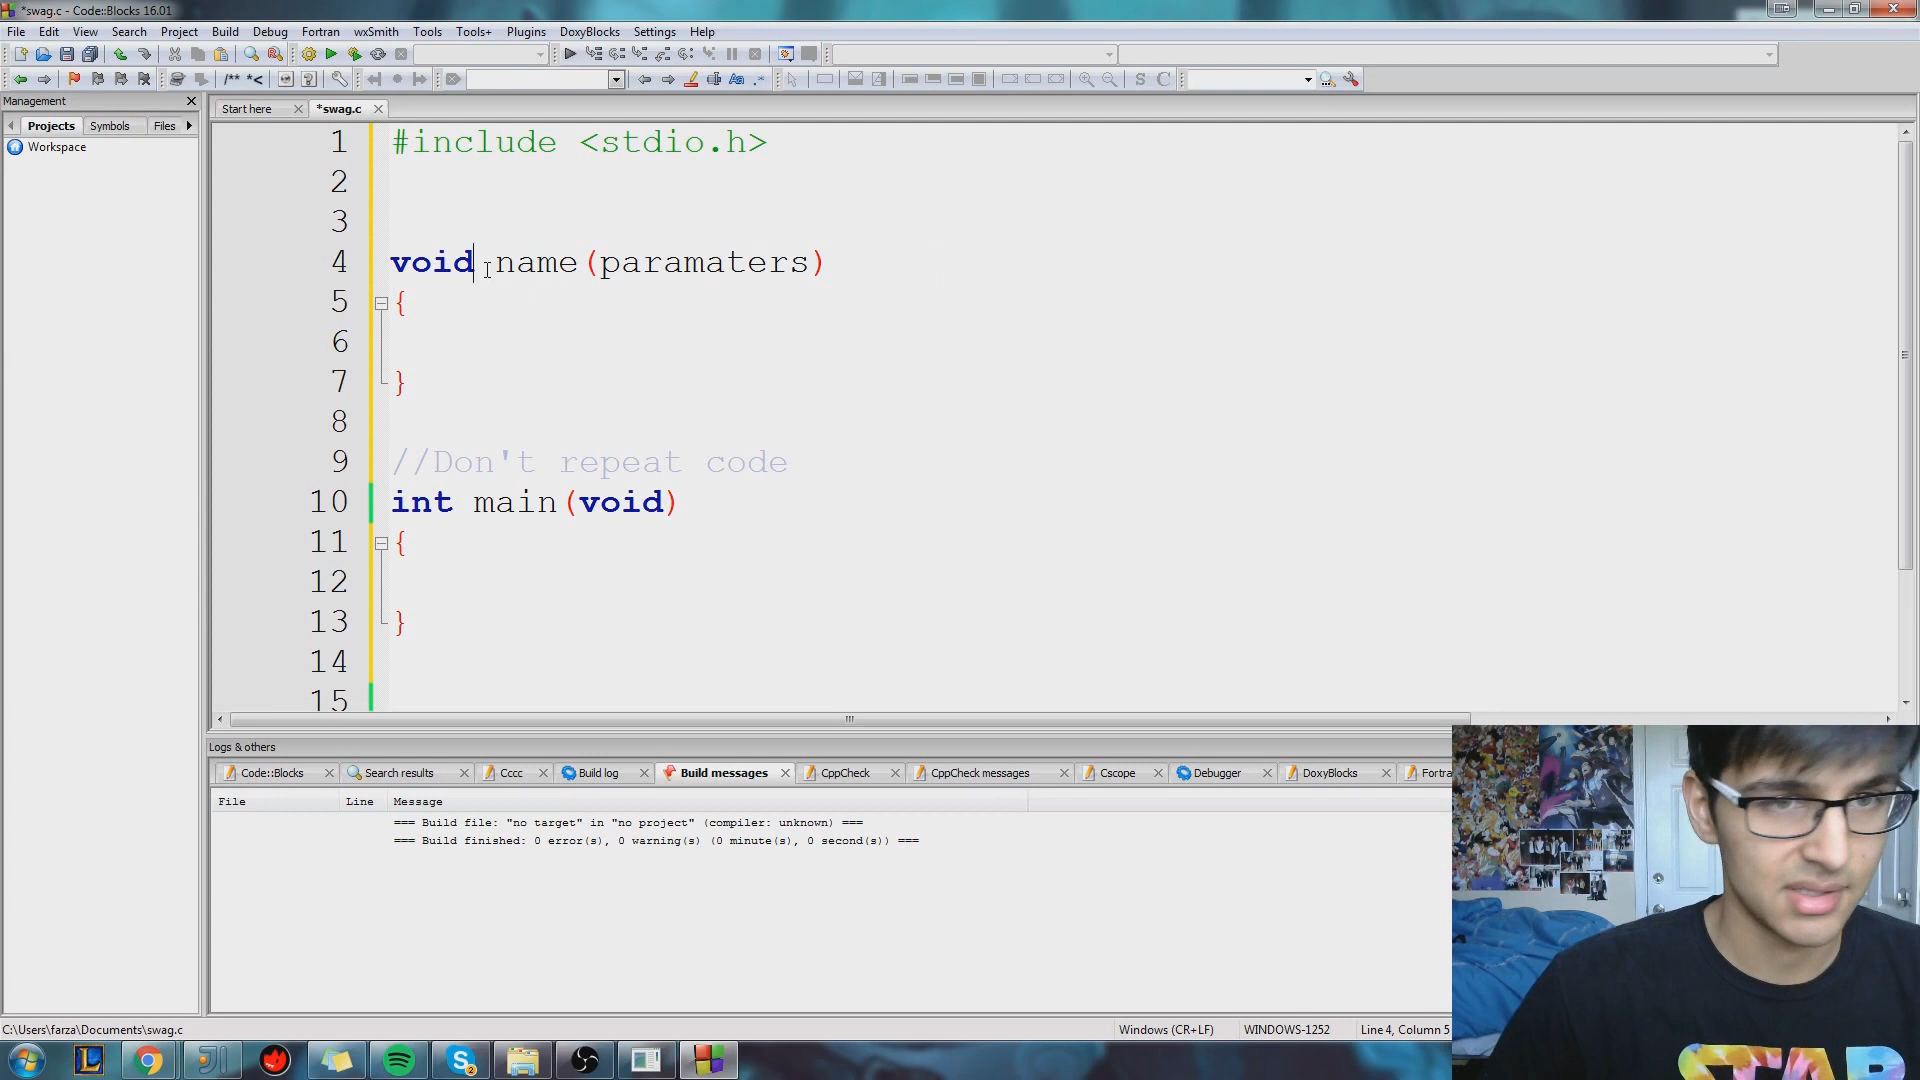 *swag.c - Code::Blocks 16.01
File Edit View Search Project Build Debug Fortran wxSmith Tools Tools+ Plugins DoxyBlocks Settings Help
/** *<
Management
Start here *swag.c
Projects Symbols Files
Workspace
1 #include <stdio.h>
2
3
4 void name(paramaters)
5 {
6
7 }
8
9 //Don't repeat code
10 int main(void)
11 {
12
13 }
14
15
Logs & others
Code::Blocks Search results Cccc Build log Build messages CppCheck CppCheck messages Cscope Debugger DoxyBlocks Fortra
File Line Message
=== Build file: "no target" in "no project" (compiler: unknown) ===
=== Build finished: 0 error(s), 0 warning(s) (0 minute(s), 0 second(s)) ===
C:\Users\farza\Documents\swag.c Windows (CR+LF) WINDOWS-1252 Line 4, Column 5
STAR